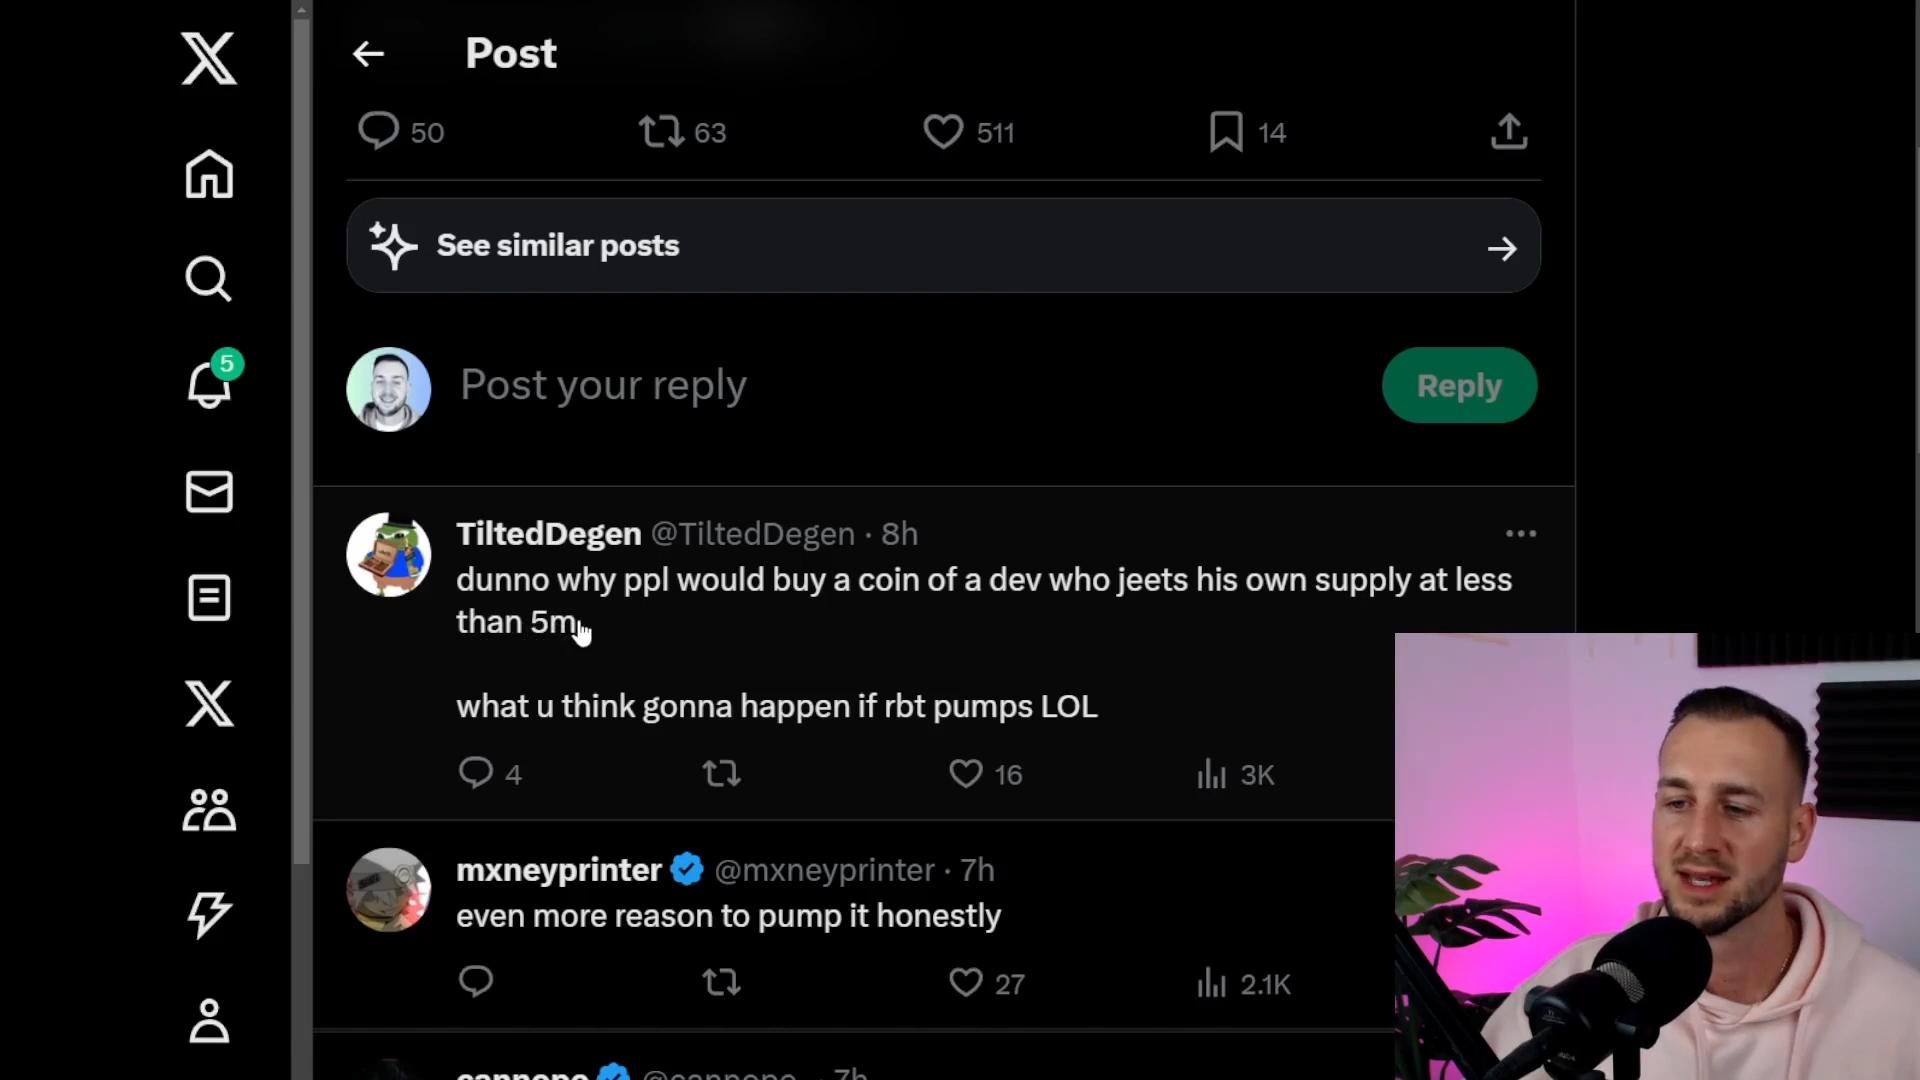 Post
50 63 511 14
See similar posts
5
Post your reply
Reply
TiltedDegen @TiltedDegen · 8h
dunno why ppl would buy a coin of a dev who jeets his own supply at less
than 5m
what u think gonna happen if rbt pumps LOL
4 16 3K
mxneyprinter @mxneyprinter · 7h
even more reason to pump it honestly
27 2.1K
7h